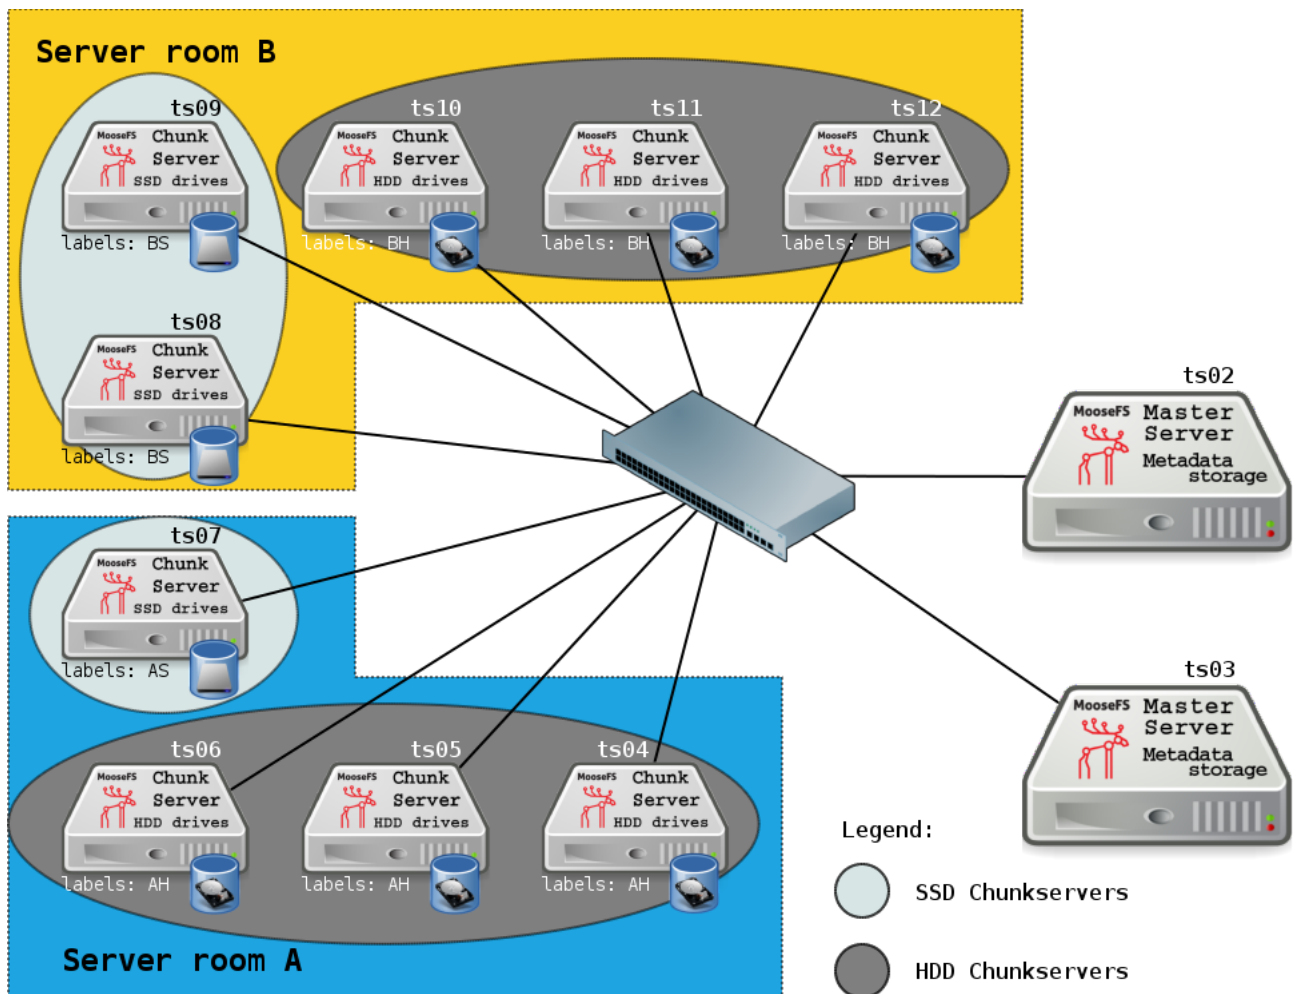 Server room B
ts09
MooseFS Chunk
Server
SSD drives
labels: BS
ts10
MooseFS Chunk
Server
HDD drives
labels: BH
ts11
MooseFS Chunk
Server
HDD drives
labels: BH
ts12
MooseFS Chunk
Server
HDD drives
labels: BH
ts08
MooseFS Chunk
Server
SSD drives
labels: BS
ts02
MooseFS Master
Server
Metadata
storage
ts07
MooseFS Chunk
Server
SSD drives
labels: AS
ts03
MooseFS Master
Server
Metadata
storage
ts06
MooseFS Chunk
Server
HDD drives
labels: AH
ts05
MooseFS Chunk
Server
HDD drives
labels: AH
ts04
MooseFS Chunk
Server
HDD drives
labels: AH
Server room A
Legend:
SSD Chunkservers
HDD Chunkservers